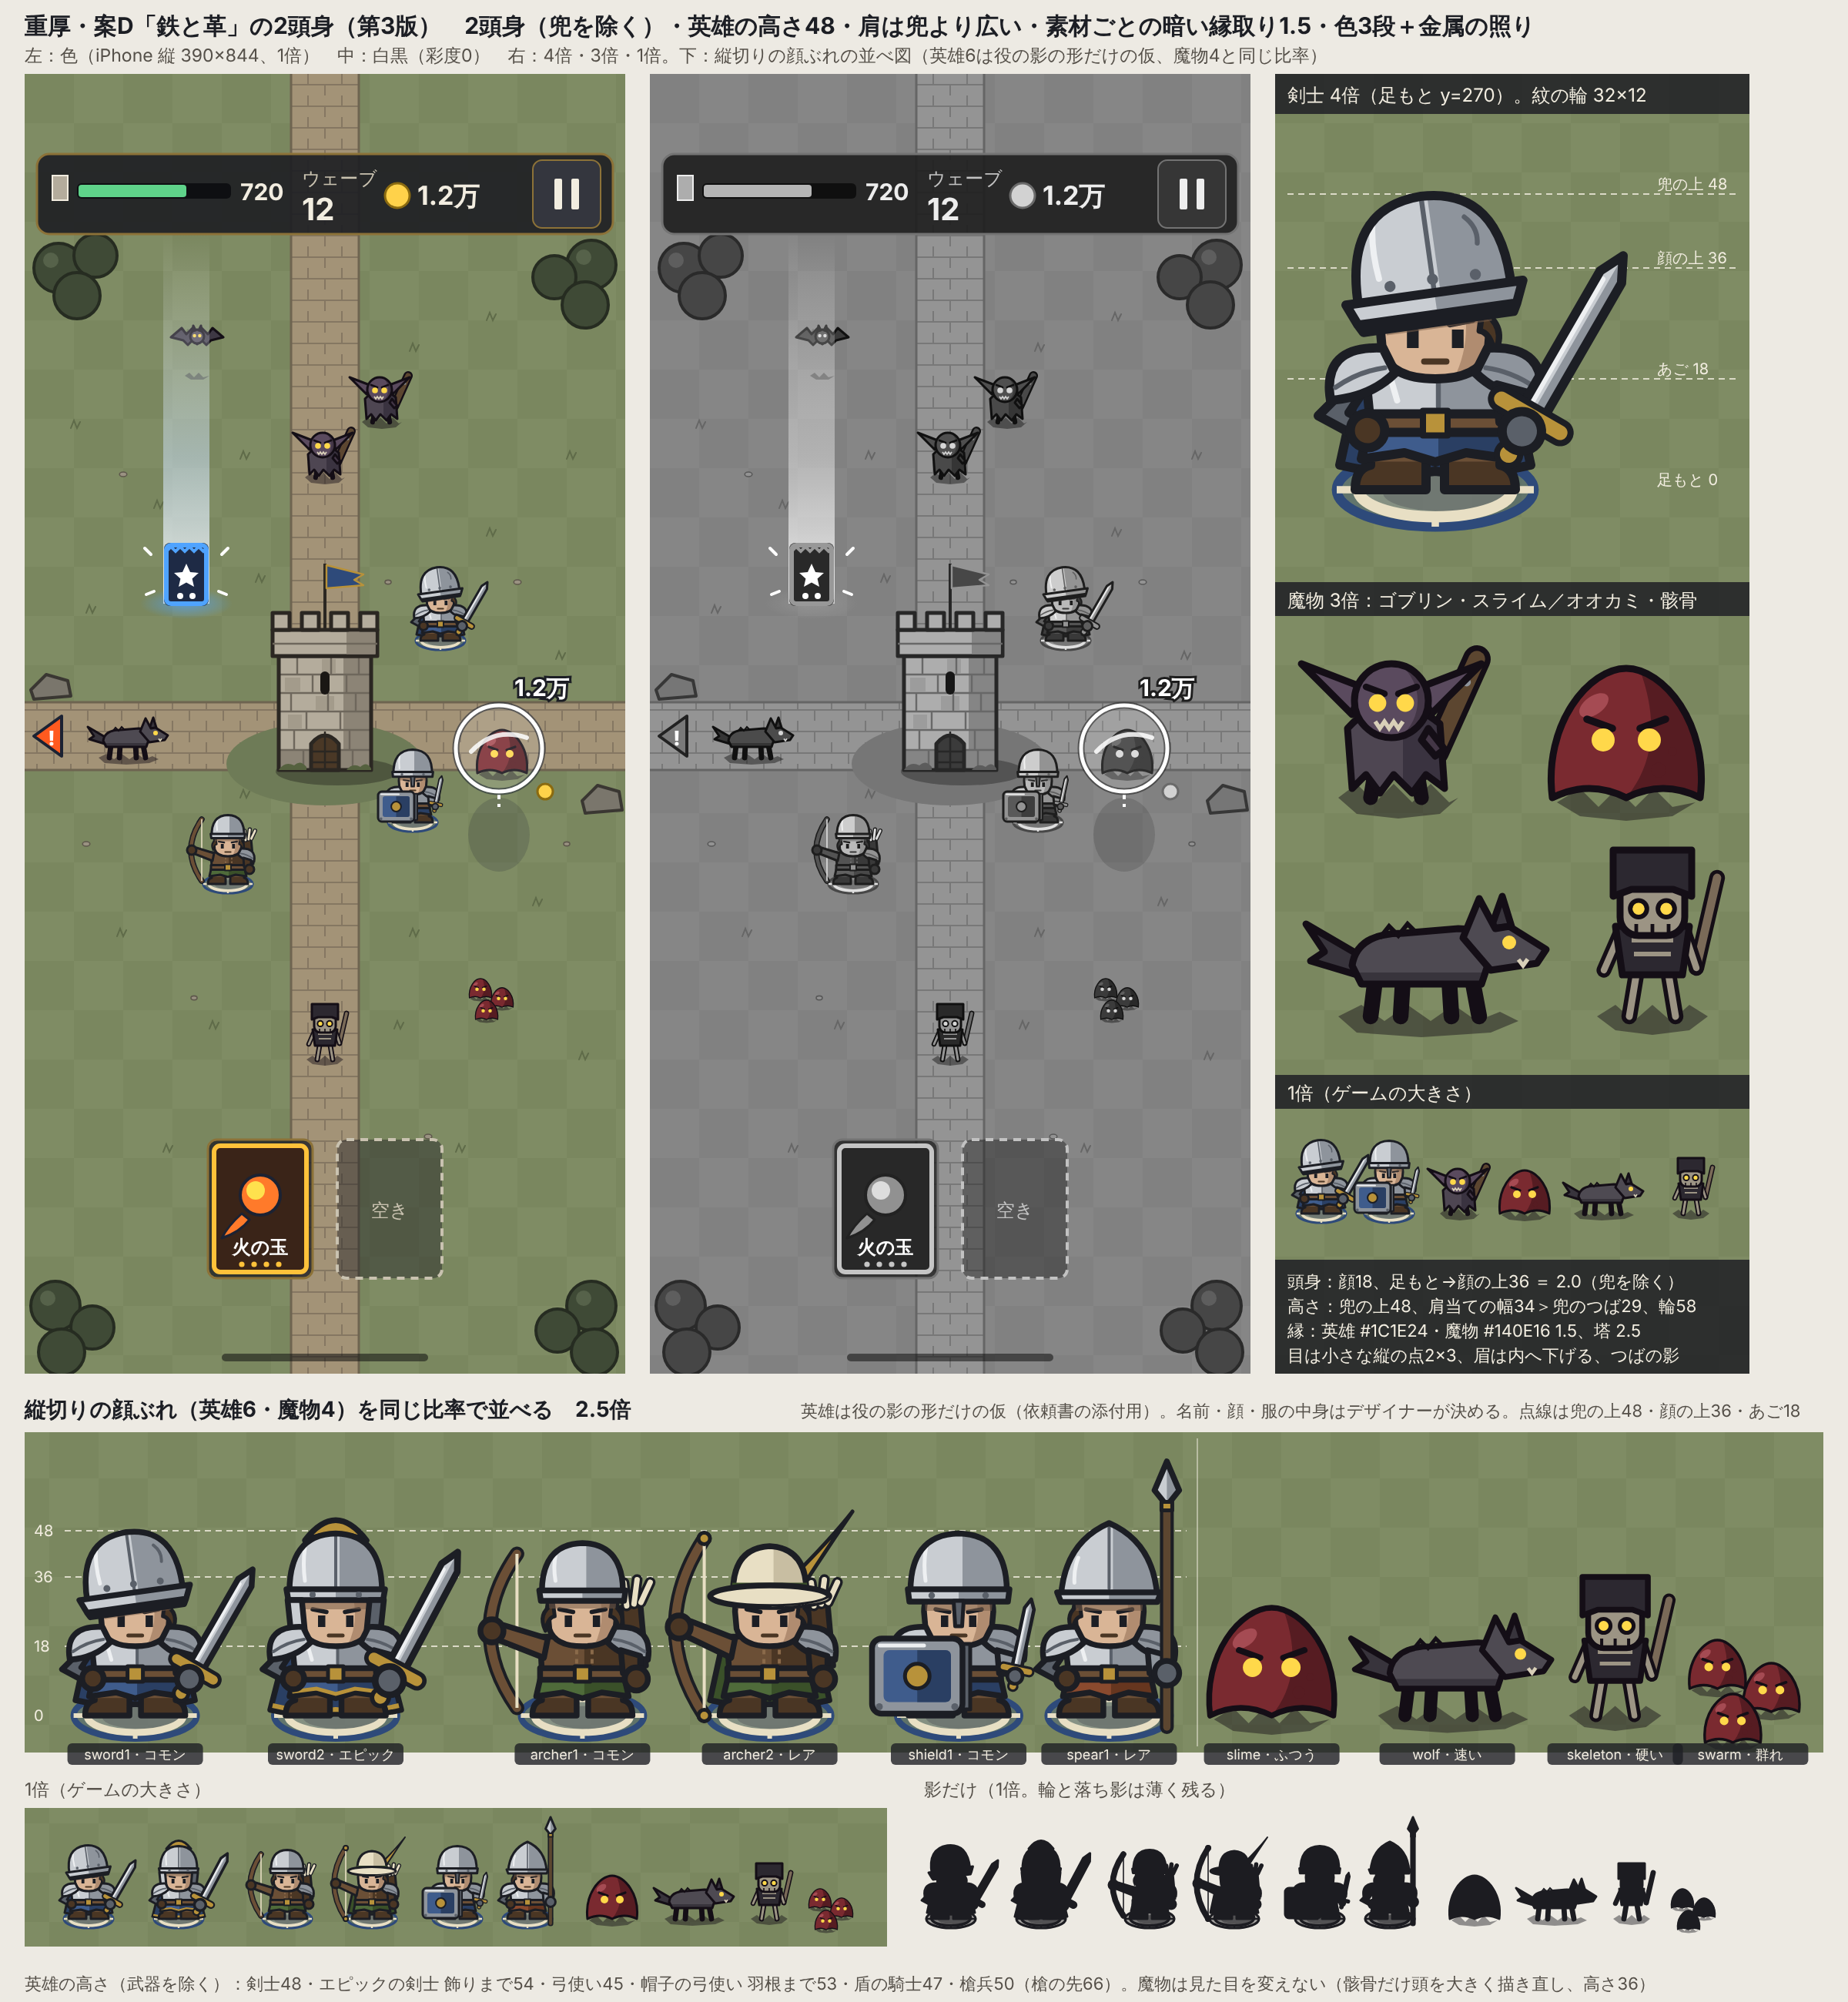 重厚・案D「鉄と革」の2頭身（第3版） 2頭身（兜を除く）・英雄の高さ48・肩は兜より広い・素材ごとの暗い縁取り1.5・色3段＋金属の照り
左：色（iPhone 縦 390×844、1倍） 中：白黒（彩度0） 右：4倍・3倍・1倍。下：縦切りの顔ぶれの並べ図（英雄6は役の影の形だけの仮、魔物4と同じ比率）
720
ウェーブ
12
1.2万
1.2万
!
火の玉
空き
720
ウェーブ
12
1.2万
1.2万
!
火の玉
空き
剣士 4倍（足もと y=270）。紋の輪 32×12
兜の上 48
顔の上 36
あご 18
足もと 0
魔物 3倍：ゴブリン・スライム／オオカミ・骸骨
1倍（ゲームの大きさ）
頭身：顔18、足もと→顔の上36 ＝ 2.0（兜を除く）
高さ：兜の上48、肩当ての幅34＞兜のつば29、輪58
縁：英雄 #1C1E24・魔物 #140E16 1.5、塔 2.5
目は小さな縦の点2×3、眉は内へ下げる、つばの影
縦切りの顔ぶれ（英雄6・魔物4）を同じ比率で並べる 2.5倍
英雄は役の影の形だけの仮（依頼書の添付用）。名前・顔・服の中身はデザイナーが決める。点線は兜の上48・顔の上36・あご18
48
36
18
0
sword1・コモン
sword2・エピック
archer1・コモン
archer2・レア
shield1・コモン
spear1・レア
slime・ふつう
wolf・速い
skeleton・硬い
swarm・群れ
1倍（ゲームの大きさ）
影だけ（1倍。輪と落ち影は薄く残る）
英雄の高さ（武器を除く）：剣士48・エピックの剣士 飾りまで54・弓使い45・帽子の弓使い 羽根まで53・盾の騎士47・槍兵50（槍の先66）。魔物は見た目を変えない（骸骨だけ頭を大きく描き直し、高さ36）